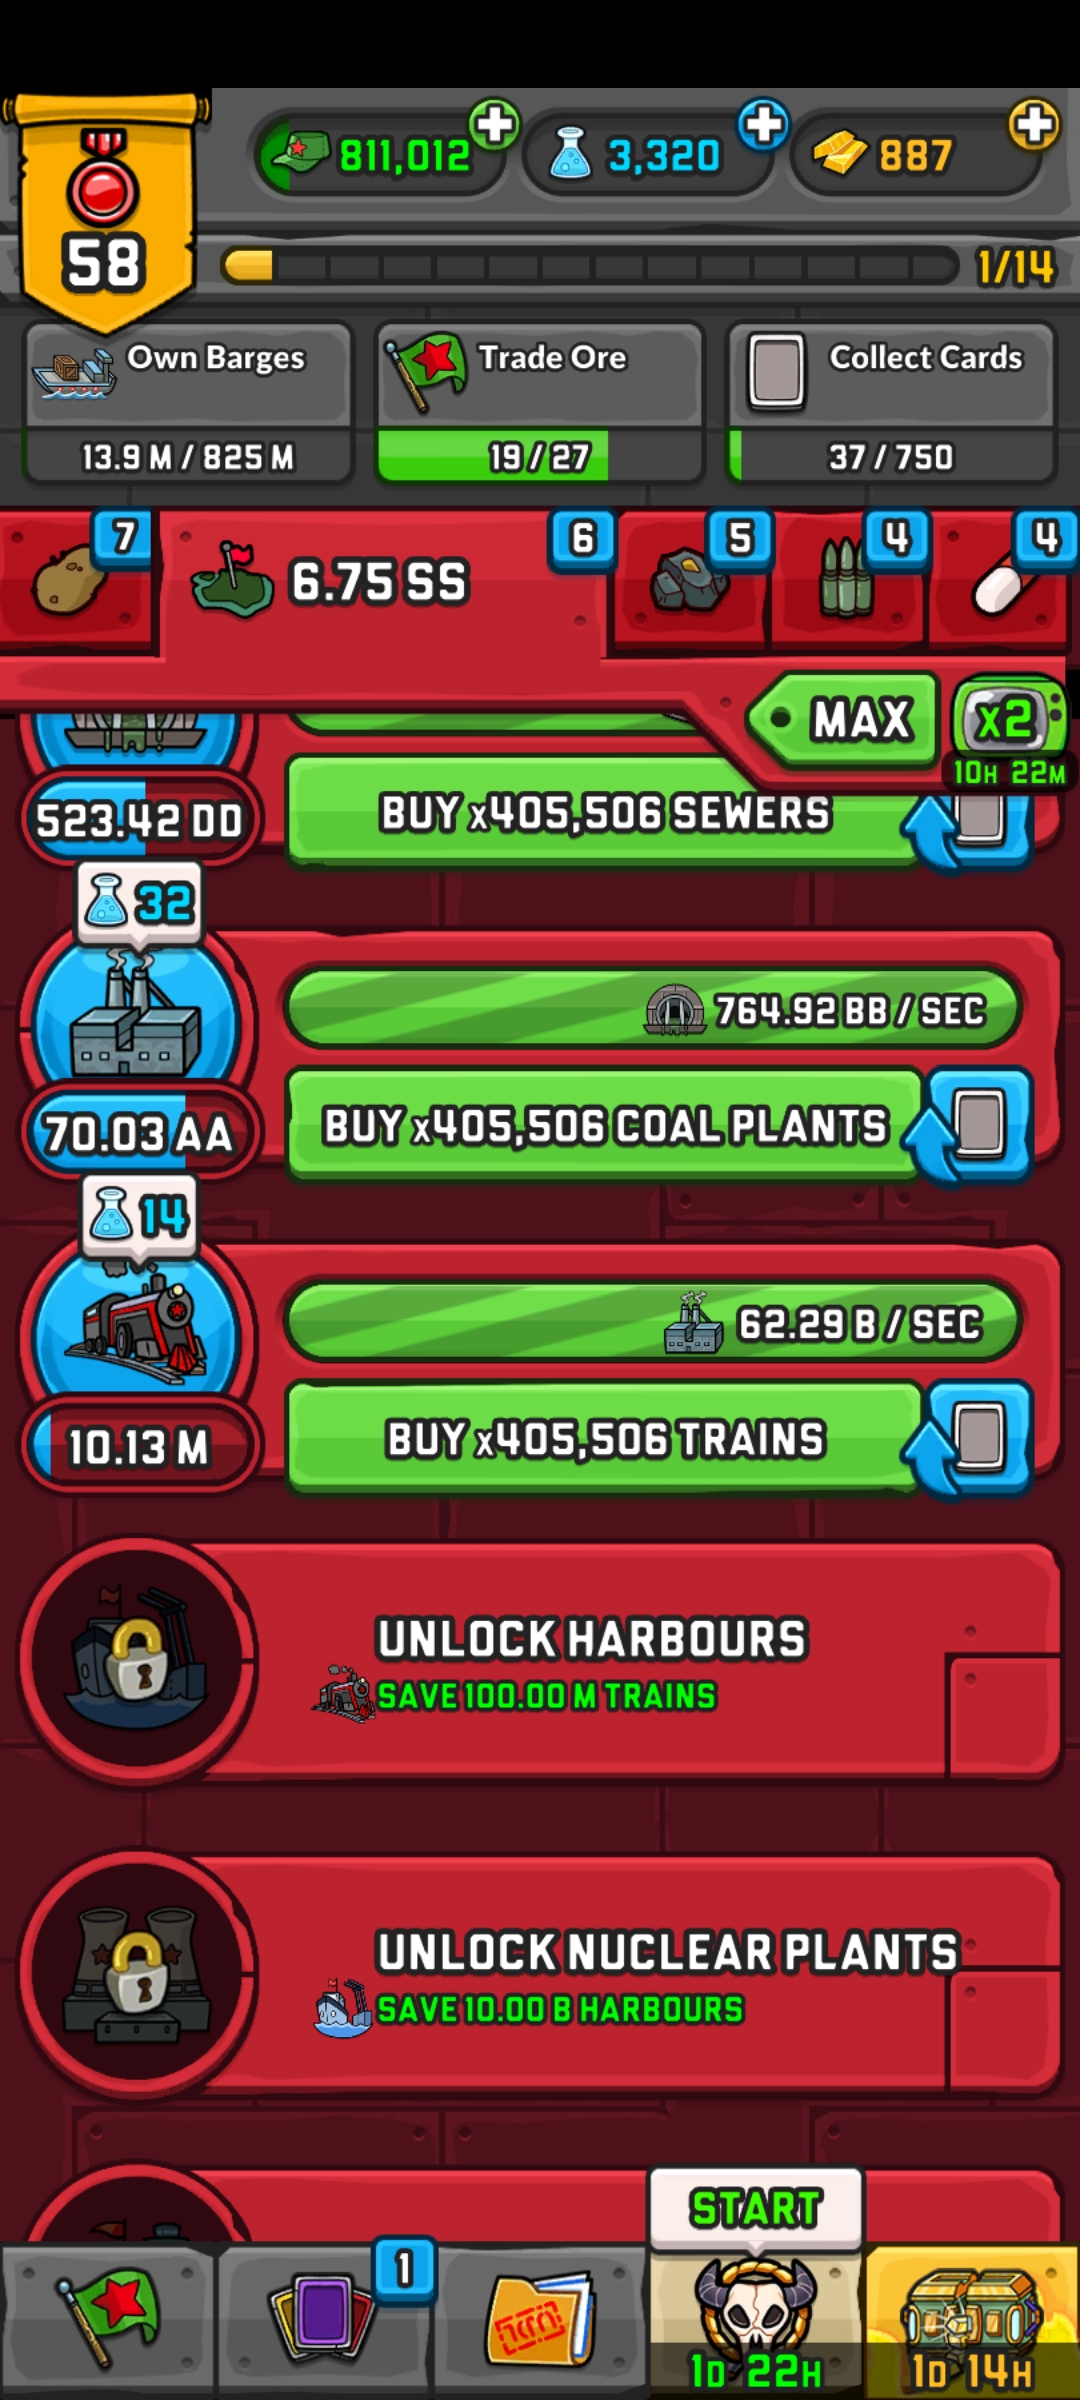 811,012
3,320
887
58
1/14
Own Barges
Trade Ore
Collect Cards
13.9 M / 825 M
19 / 27
37 / 750
7
6.75 SS
6
5
4
4
MAX
x2
10H 22M
523.42 DD
BUY x405,506 SEWERS
32
764.92 BB / SEC
70.03 AA
BUY x405,506 COAL PLANTS
14
62.29 B / SEC
10.13 M
BUY x405,506 TRAINS
UNLOCK HARBOURS
SAVE 100.00 M TRAINS
UNLOCK NUCLEAR PLANTS
SAVE 10.00 B HARBOURS
START
1
1D 22H
1D 14H